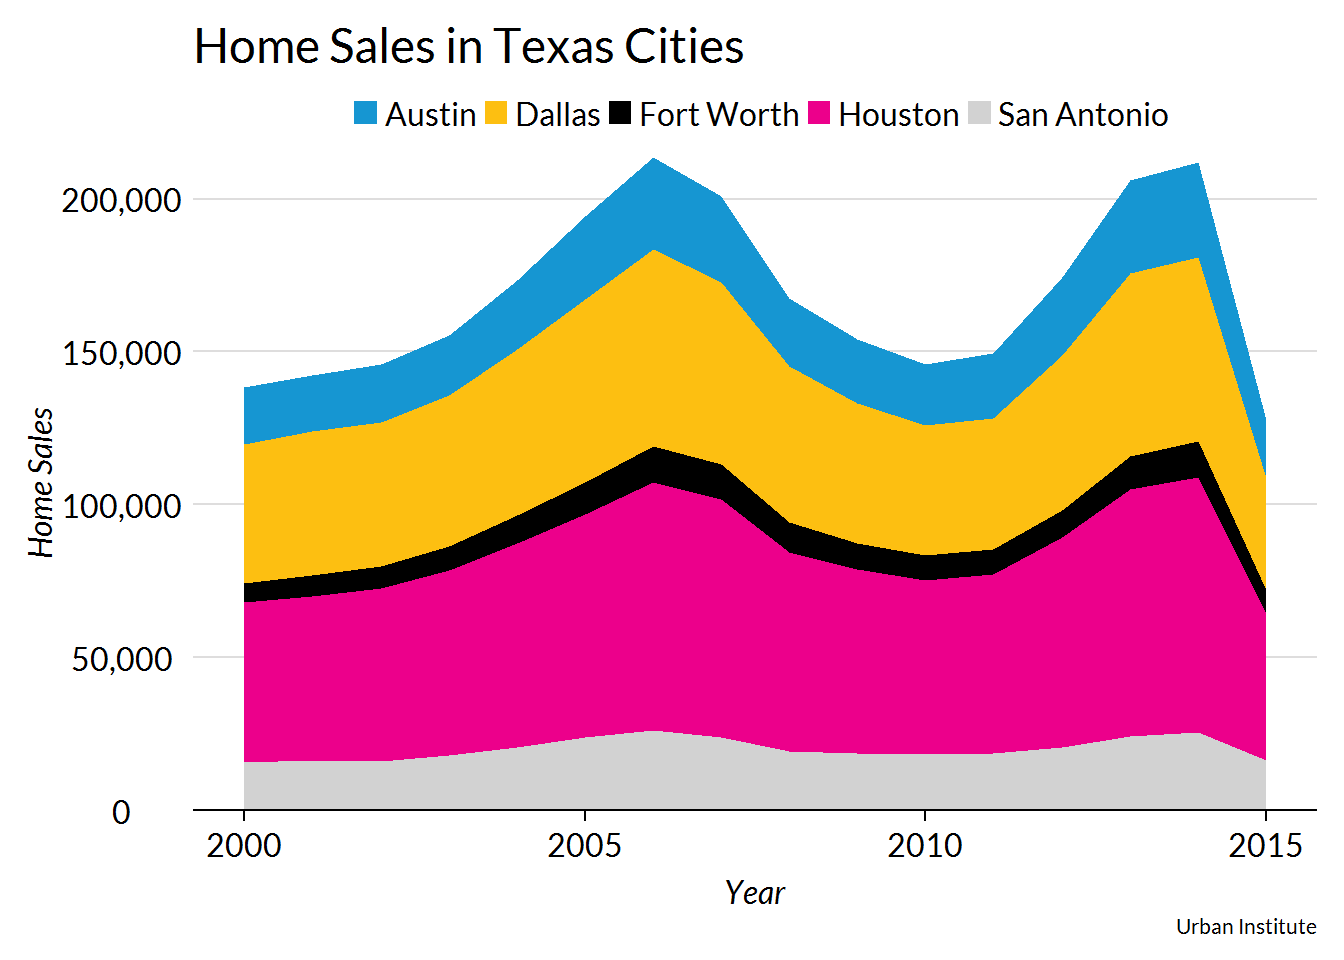 Home Sales in Texas Cities
Austin Dallas Fort Worth Houston San Antonio
200,000
150,000
100,000
50,000
0
Home Sales
2000 2005 2010 2015
Year
Urban Institute